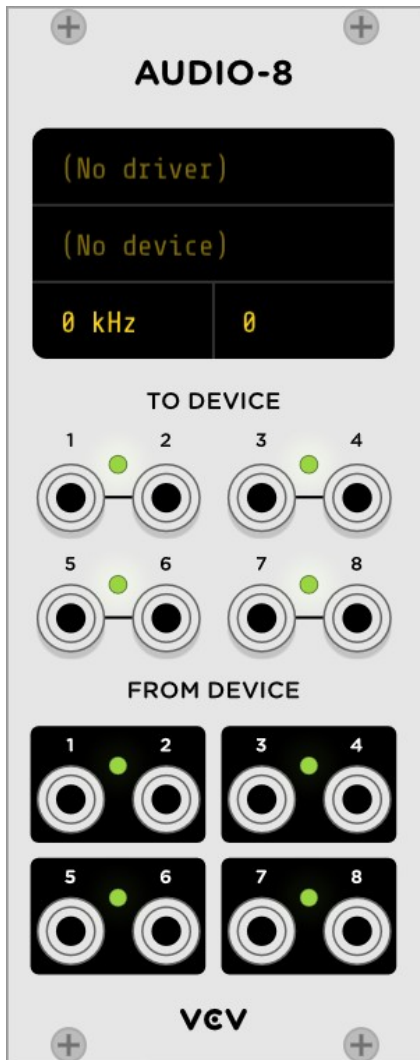 AUDIO-8
(No driver)
(No device)
0 kHz 0
TO DEVICE
1 2 3 4
5 6 7 8
FROM DEVICE
1 2 3 4
5 6 7 8
VCV